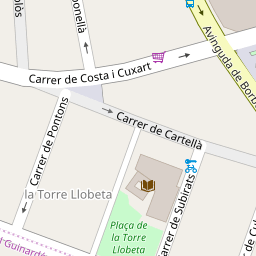 Carrer de Costa i Cuxart
Carrer de Cartellà
Carrer de Pontons
la Torre Llobeta
Plaça de
la Torre
Llobeta
Carrer de Subirats
Avinguda de Borb